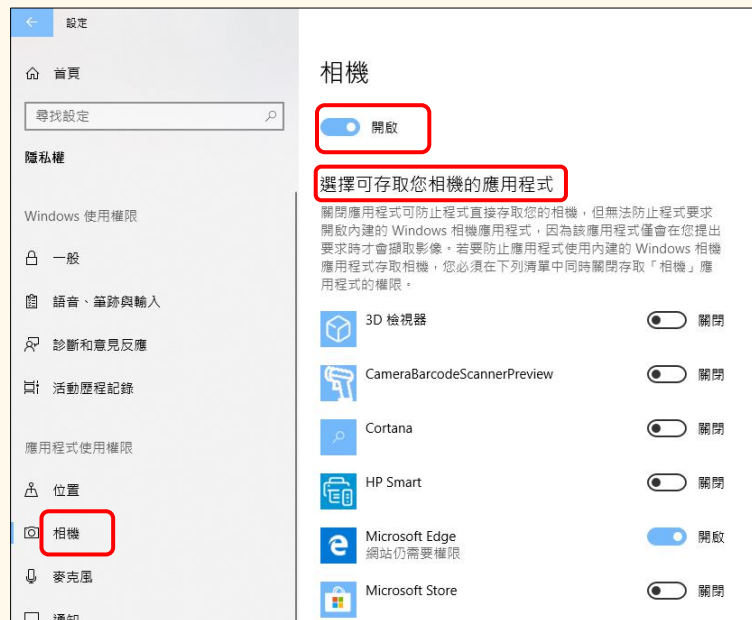 設定
首頁
尋找設定
隱私權
Windows 使用權限
一般
語音、筆跡與輸入
診斷和意見反應
活動歷程記錄
應用程式使用權限
位置
相機
麥克風
通知
相機
開啟
選擇可存取您相機的應用程式
關閉應用程式可防止程式直接存取您的相機，但無法防止程式要求
開啟內建的 Windows 相機應用程式，因為該應用程式僅會在您提出
要求時才會擷取影像。若要防止應用程式使用內建的 Windows 相機
應用程式存取相機，您必須在下列清單中同時關閉存取「相機」應
用程式的權限。
3D 檢視器
關閉
CameraBarcodeScannerPreview
關閉
Cortana
關閉
HP Smart
關閉
Microsoft Edge
網站仍需要權限
開啟
Microsoft Store
關閉